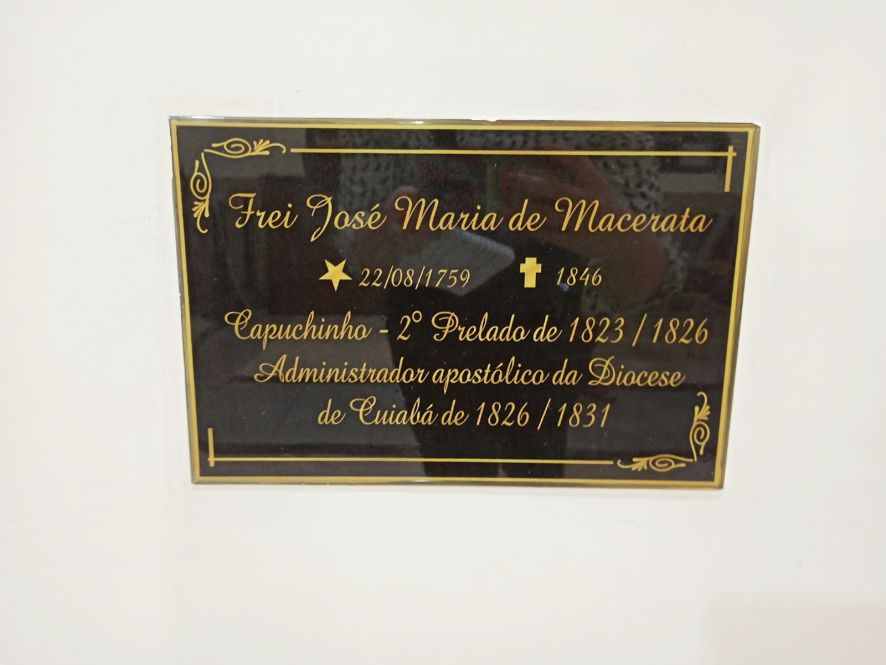 Frei José Maria de Macerata
22/08/1759 1846
Capuchinho - 2º Prelado de 1823 / 1826
Administrador apostólico da Diocese
de Cuiabá de 1826 / 1831